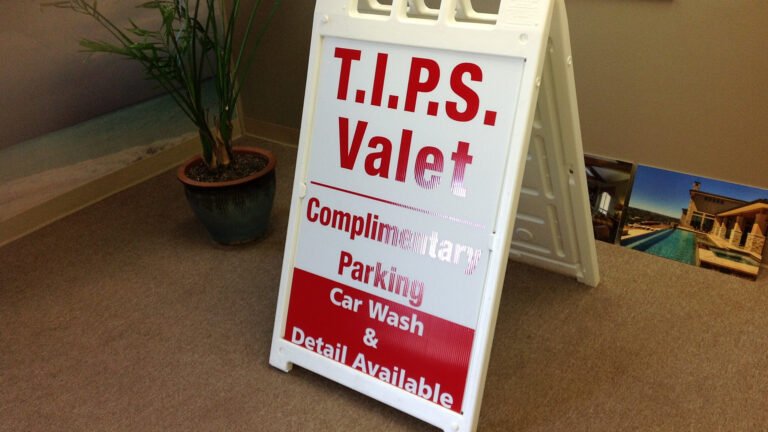 T.I.P.S.
Valet
Complimentary
Parking
Car Wash
&
Detail Available